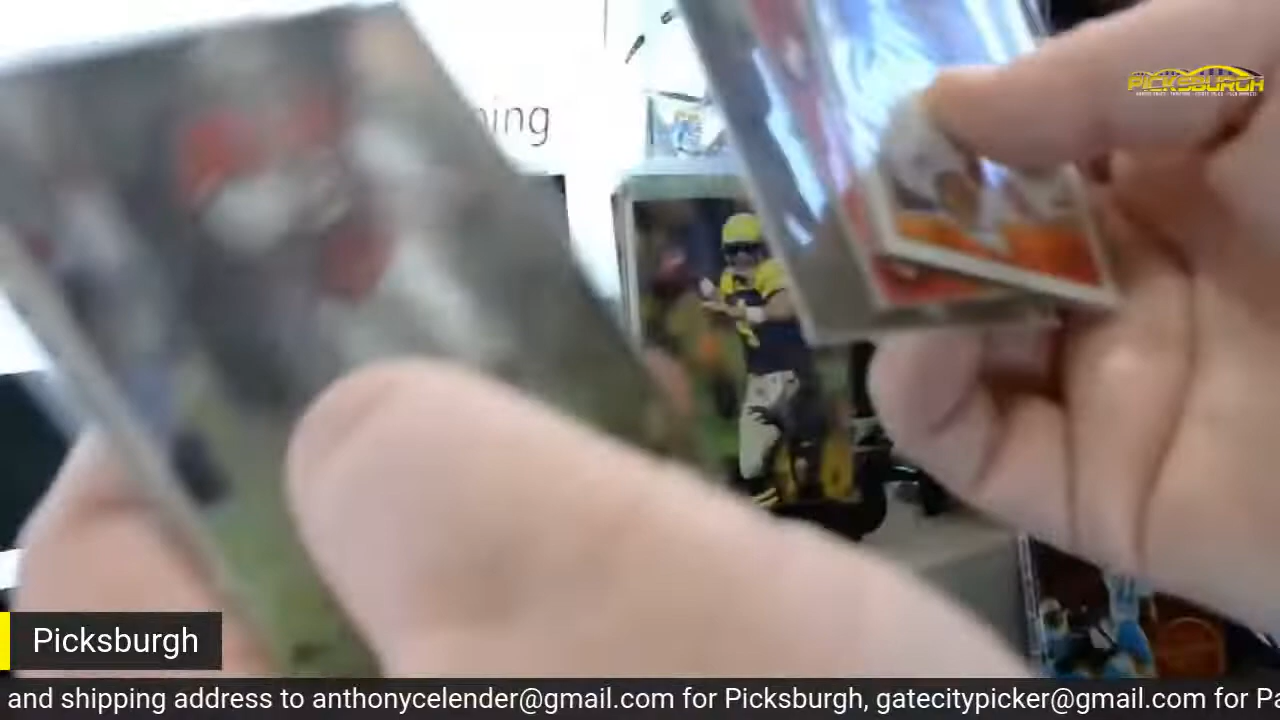 ning
PICKSBURGH
Picksburgh
and shipping address to anthonycelender@gmail.com for Picksburgh, gatecitypicker@gmail.com for Pa